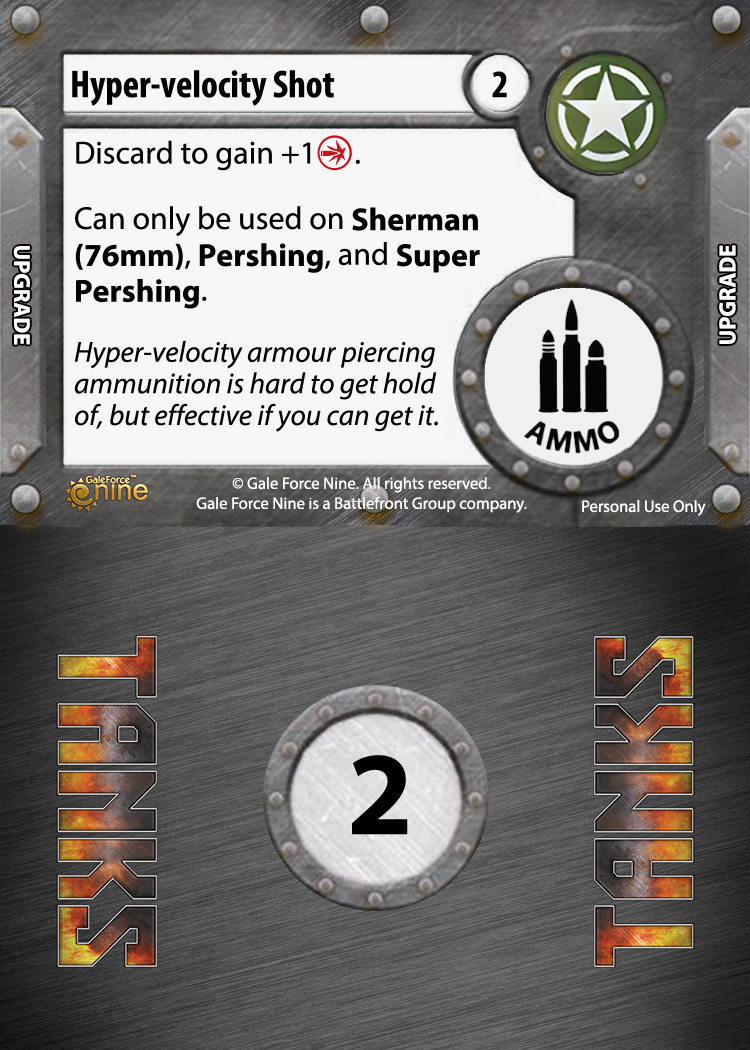 Hyper-velocity Shot
2
Discard to gain +1.
Can only be used on Sherman
(76mm), Pershing, and Super
Pershing.
Hyper-velocity armour piercing
ammunition is hard to get hold
of, but effective if you can get it.
UPGRADE
UPGRADE
AMMO
GaleForce™
nine
© Gale Force Nine. All rights reserved.
Gale Force Nine is a Battlefront Group company.
Personal Use Only
TANKS
2
TANKS